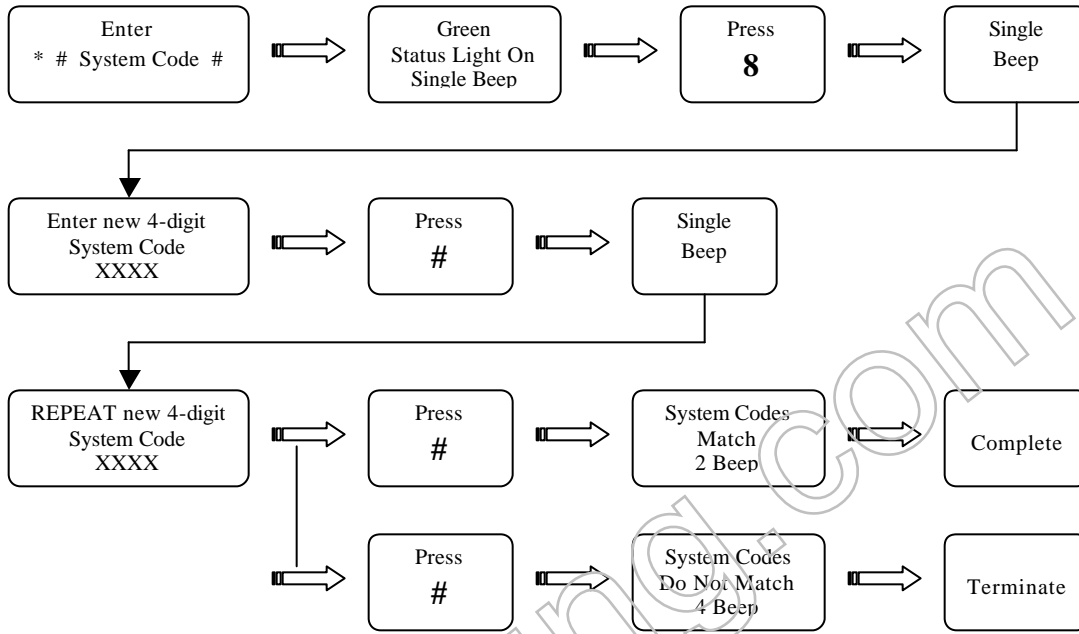 Enter
* # System Code #
Green
Status Light On
Single Beep
Press
8
Single
Beep
Enter new 4-digit
System Code
XXXX
Press
#
Single
Beep
REPEAT new 4-digit
System Code
XXXX
Press
#
System Codes
Match
2 Beep
Complete
Press
#
System Codes
Do Not Match
4 Beep
Terminate
ing.com